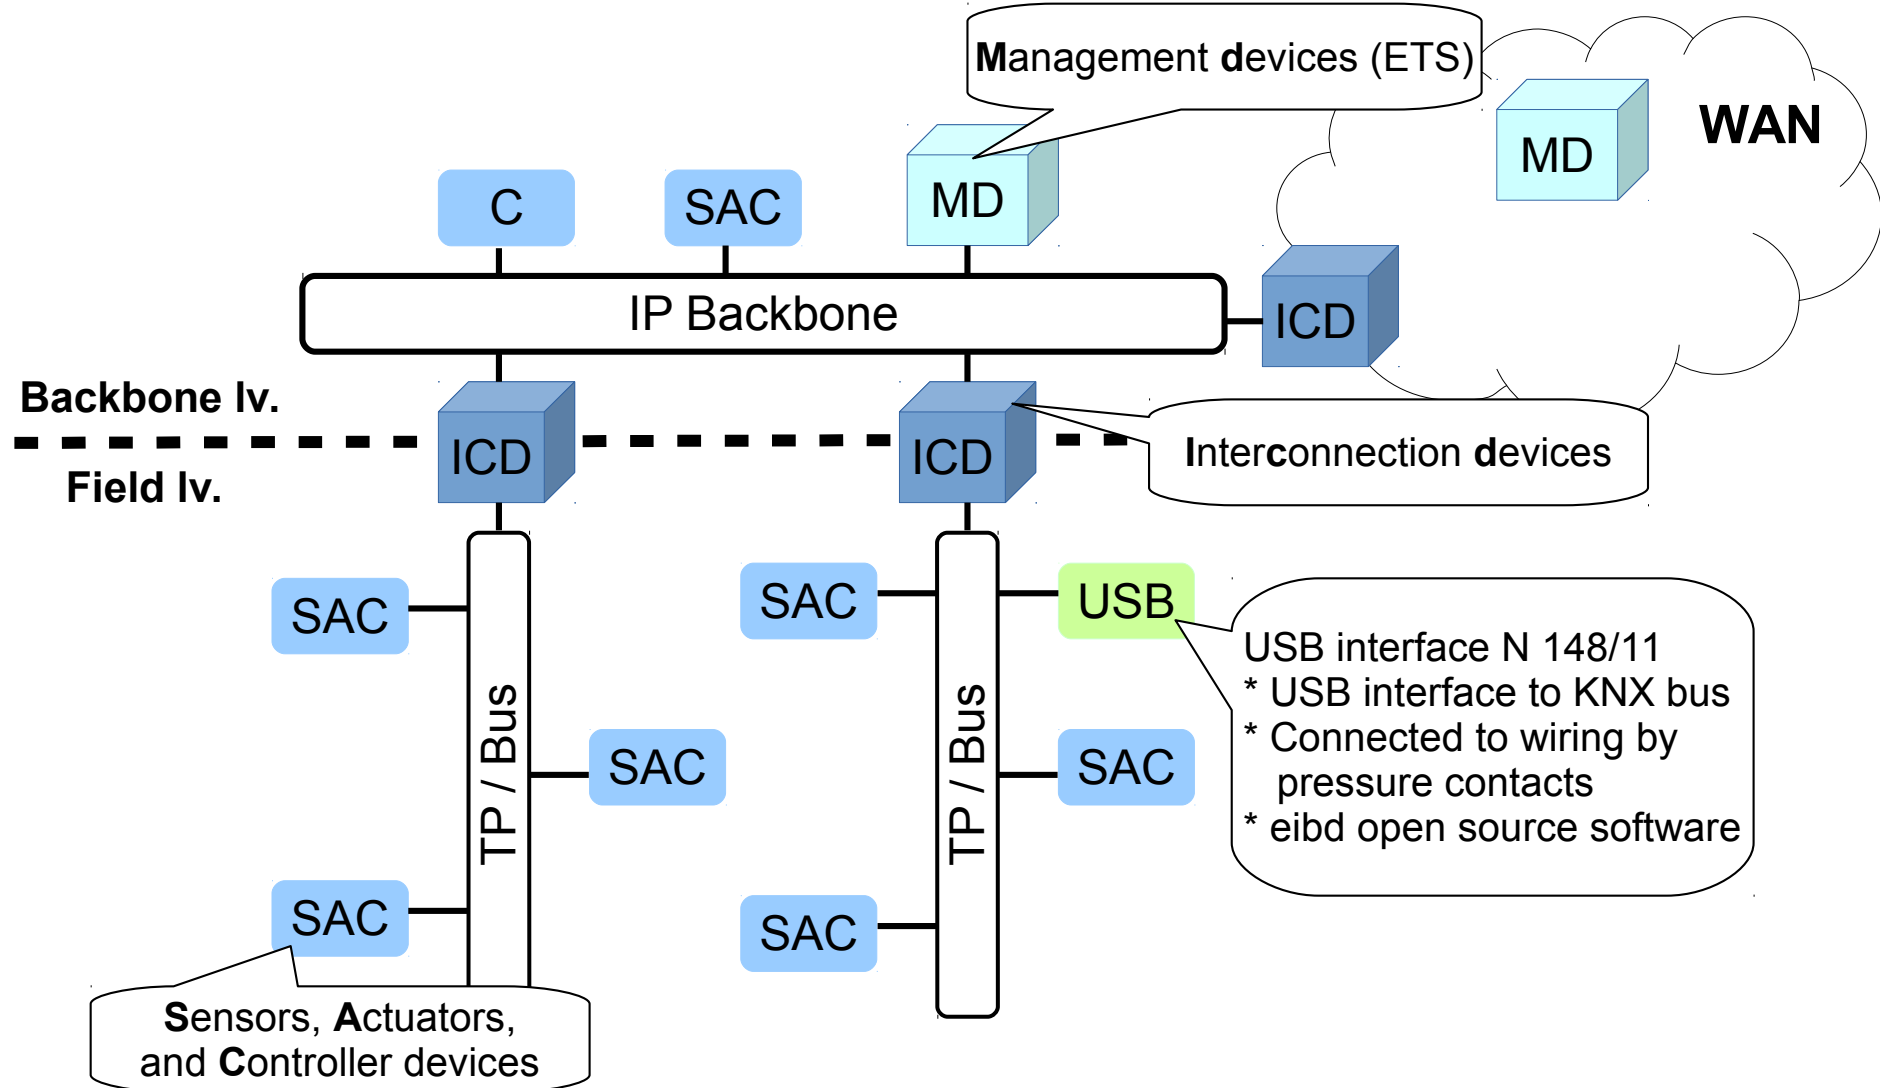 Management devices (ETS)
WAN
MD
C
SAC
MD
IP Backbone
ICD
Backbone lv.
Field lv.
ICD
ICD
Interconnection devices
SAC
SAC
SAC
TP / Bus
SAC
USB
SAC
SAC
TP / Bus
USB interface N 148/11
* USB interface to KNX bus
* Connected to wiring by
pressure contacts
* eibd open source software
Sensors, Actuators,
and Controller devices